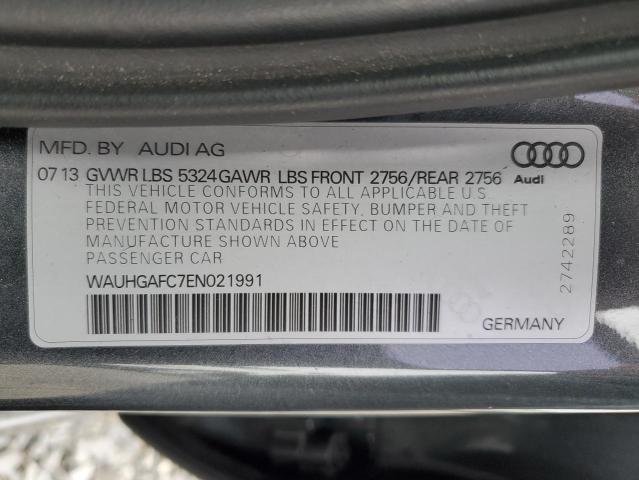 MFD. BY AUDI AG
07 13 GVWR LBS 5324 GAWR LBS FRONT 2756/REAR 2756
Audi
THIS VEHICLE CONFORMS TO ALL APPLICABLE U.S
FEDERAL MOTOR VEHICLE SAFETY, BUMPER AND THEFT
PREVENTION STANDARDS IN EFFECT ON THE DATE OF
MANUFACTURE SHOWN ABOVE
PASSENGER CAR
WAUHGAFC7EN021991
GERMANY
2742289